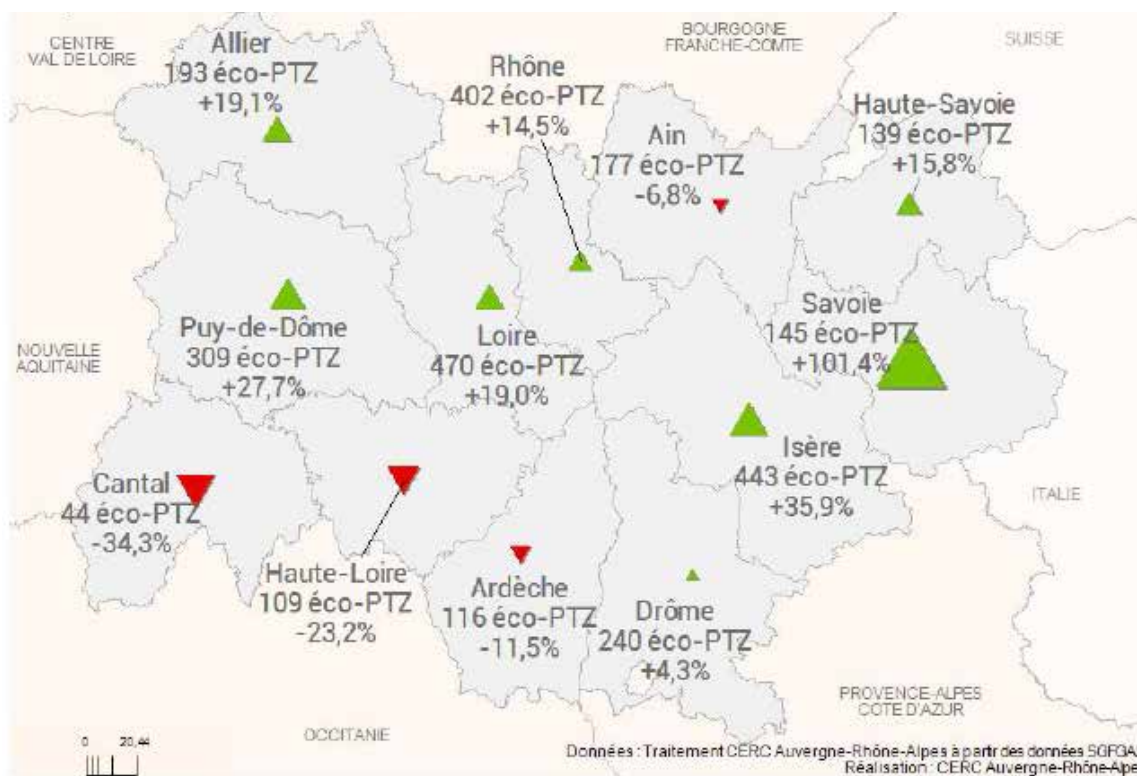 CENTRE
VAL DE LOIRE
BOURGOGNE
FRANCHE-COMTE
SUISSE
Allier
193 éco-PTZ
+19,1%
Rhône
402 éco-PTZ
+14,5%
Ain
177 éco-PTZ
-6,8%
Haute-Savoie
139 éco-PTZ
+15,8%
NOUVELLE
AQUITAINE
Puy-de-Dôme
309 éco-PTZ
+27,7%
Loire
470 éco-PTZ
+19,0%
Savoie
145 éco-PTZ
+101,4%
Isère
443 éco-PTZ
+35,9%
ITALIE
Cantal
44 éco-PTZ
-34,3%
Haute-Loire
109 éco-PTZ
-23,2%
Ardèche
116 éco-PTZ
-11,5%
Drôme
240 éco-PTZ
+4,3%
PROVENCE-ALPES
COTE D'AZUR
OCCITANIE
0 20,44
Données : Traitement CERC Auvergne-Rhône-Alpes à partir des données SGFGA
Réalisation : CERC Auvergne-Rhône-Alpe